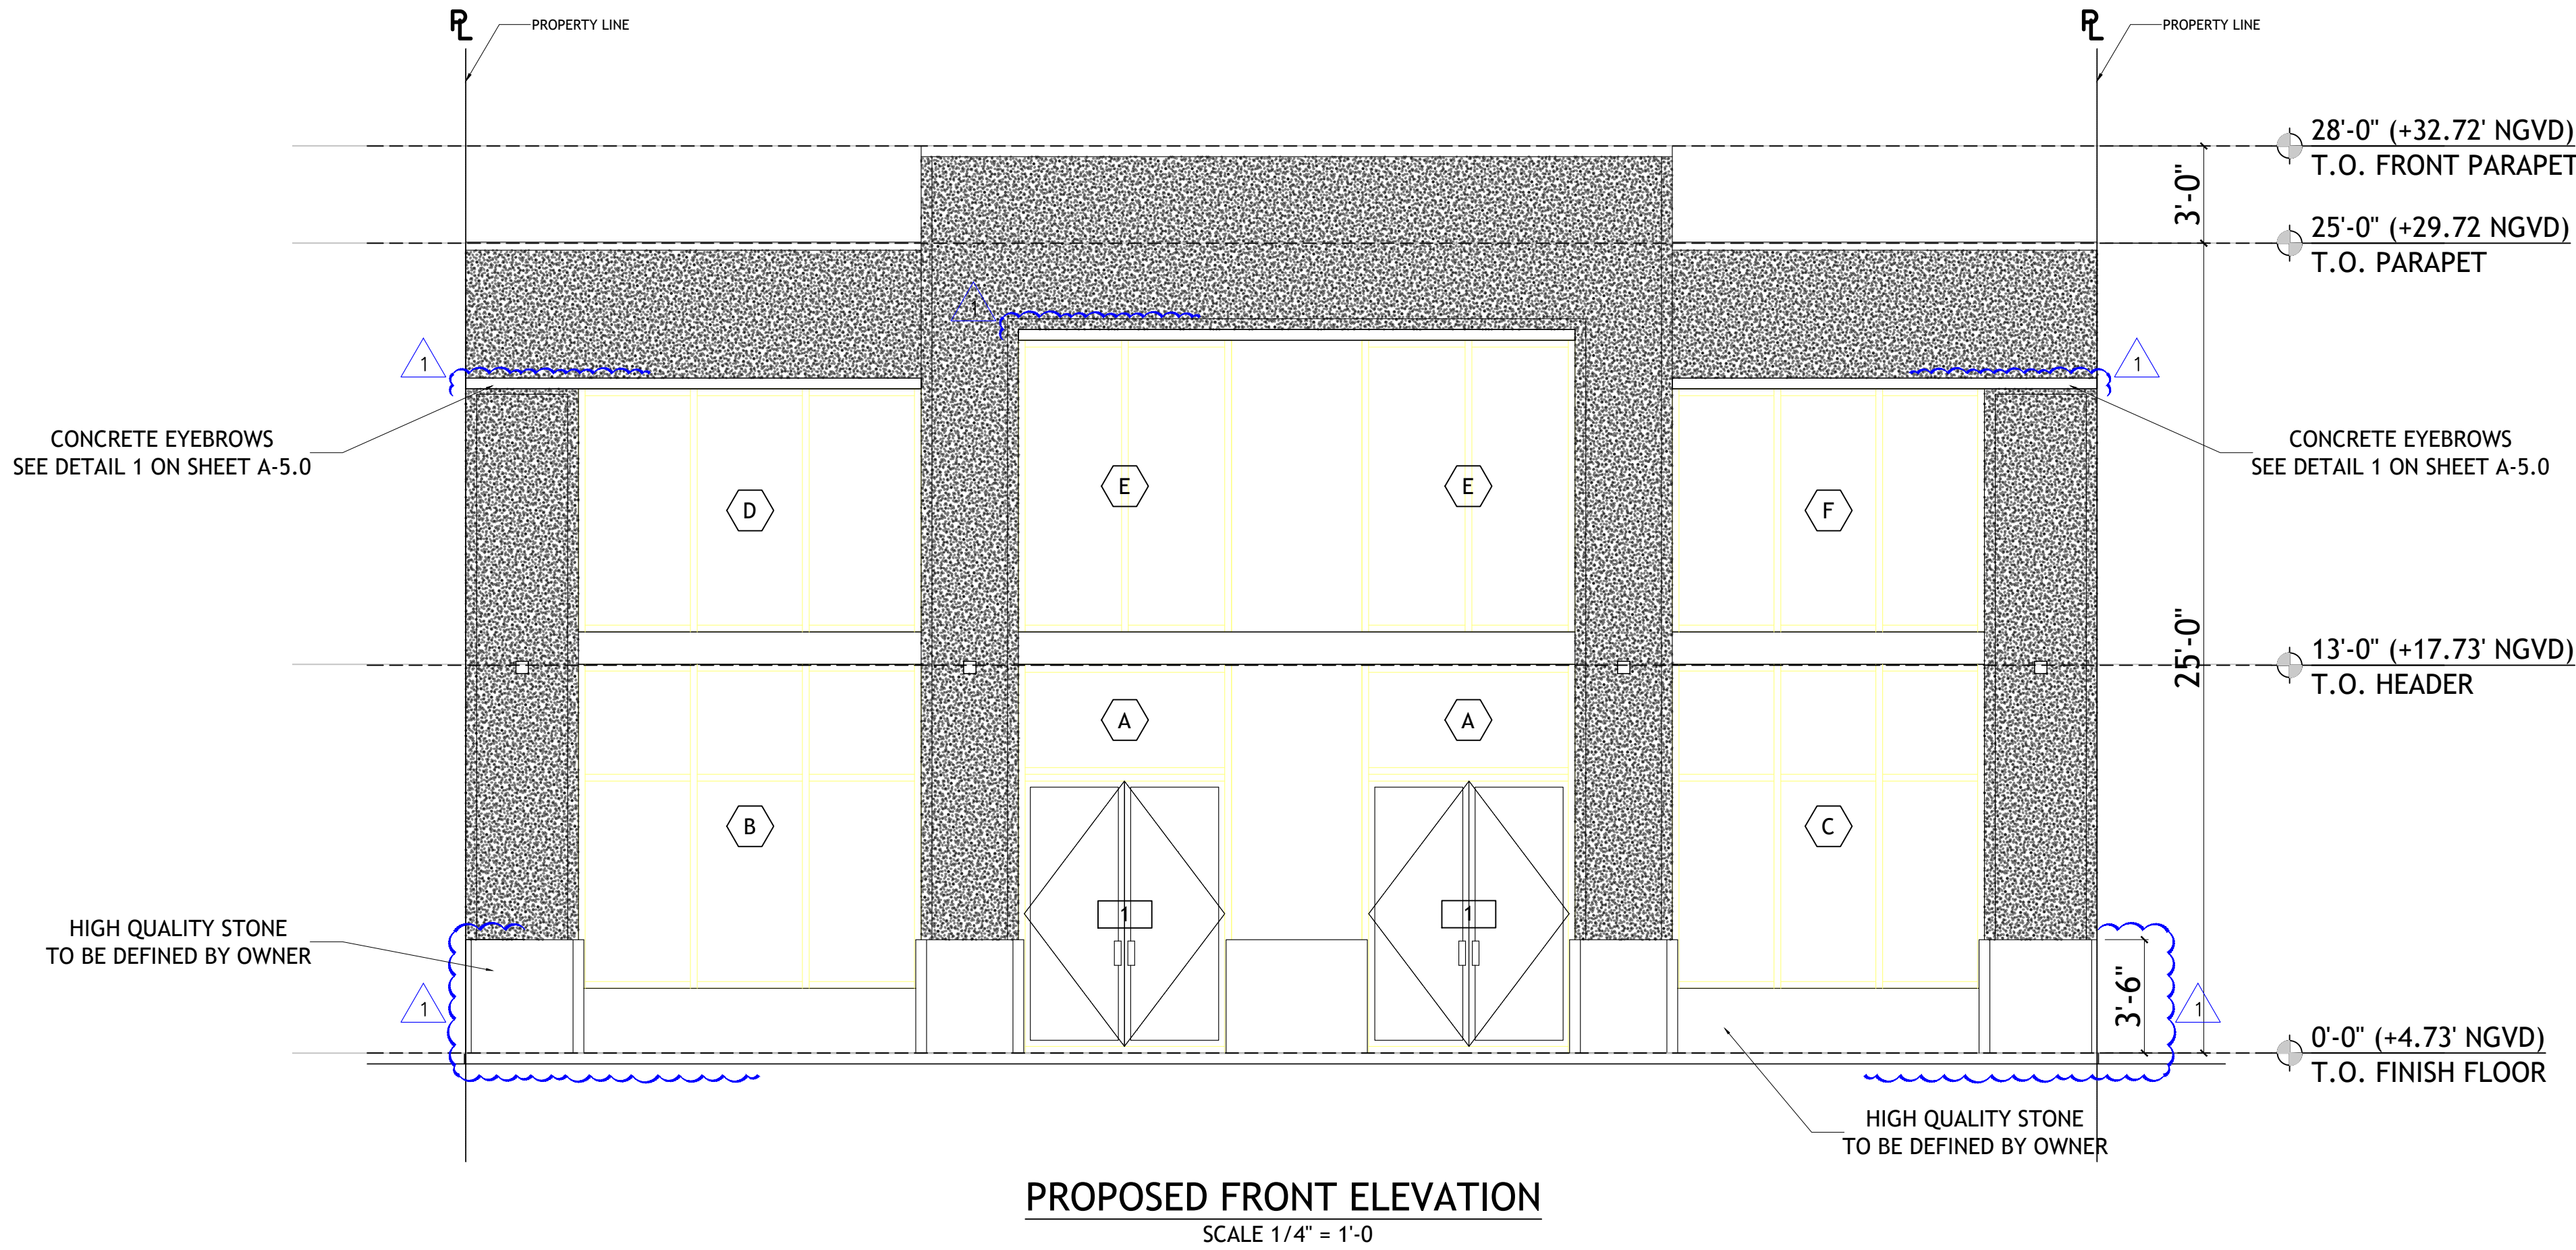 PL
PROPERTY LINE
PL
PROPERTY LINE
28'-0" (+32.72' NGVD)
T.O. FRONT PARAPET
3'-0"
25'-0" (+29.72 NGVD)
T.O. PARAPET
1
1
1
CONCRETE EYEBROWS
SEE DETAIL 1 ON SHEET A-5.0
CONCRETE EYEBROWS
SEE DETAIL 1 ON SHEET A-5.0
D
E
E
F
25'-0"
13'-0" (+17.73' NGVD)
T.O. HEADER
A
A
B
C
1
1
HIGH QUALITY STONE
TO BE DEFINED BY OWNER
3'-6"
1
1
0'-0" (+4.73' NGVD)
T.O. FINISH FLOOR
HIGH QUALITY STONE
TO BE DEFINED BY OWNER
PROPOSED FRONT ELEVATION
SCALE 1/4" = 1'-0